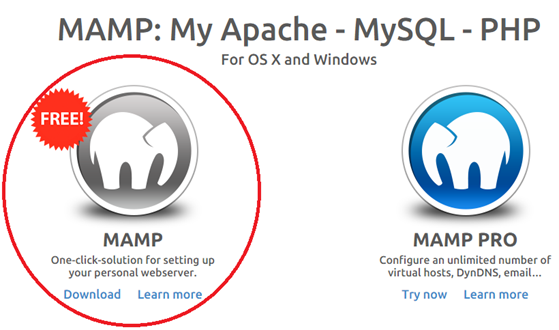 MAMP: My Apache - MySQL - PHP
For OS X and Windows
FREE!
MAMP
One-click-solution for setting up
your personal webserver.
Download Learn more
MAMP PRO
Configure an unlimited number of
virtual hosts, DynDNS, email...
Try now Learn more